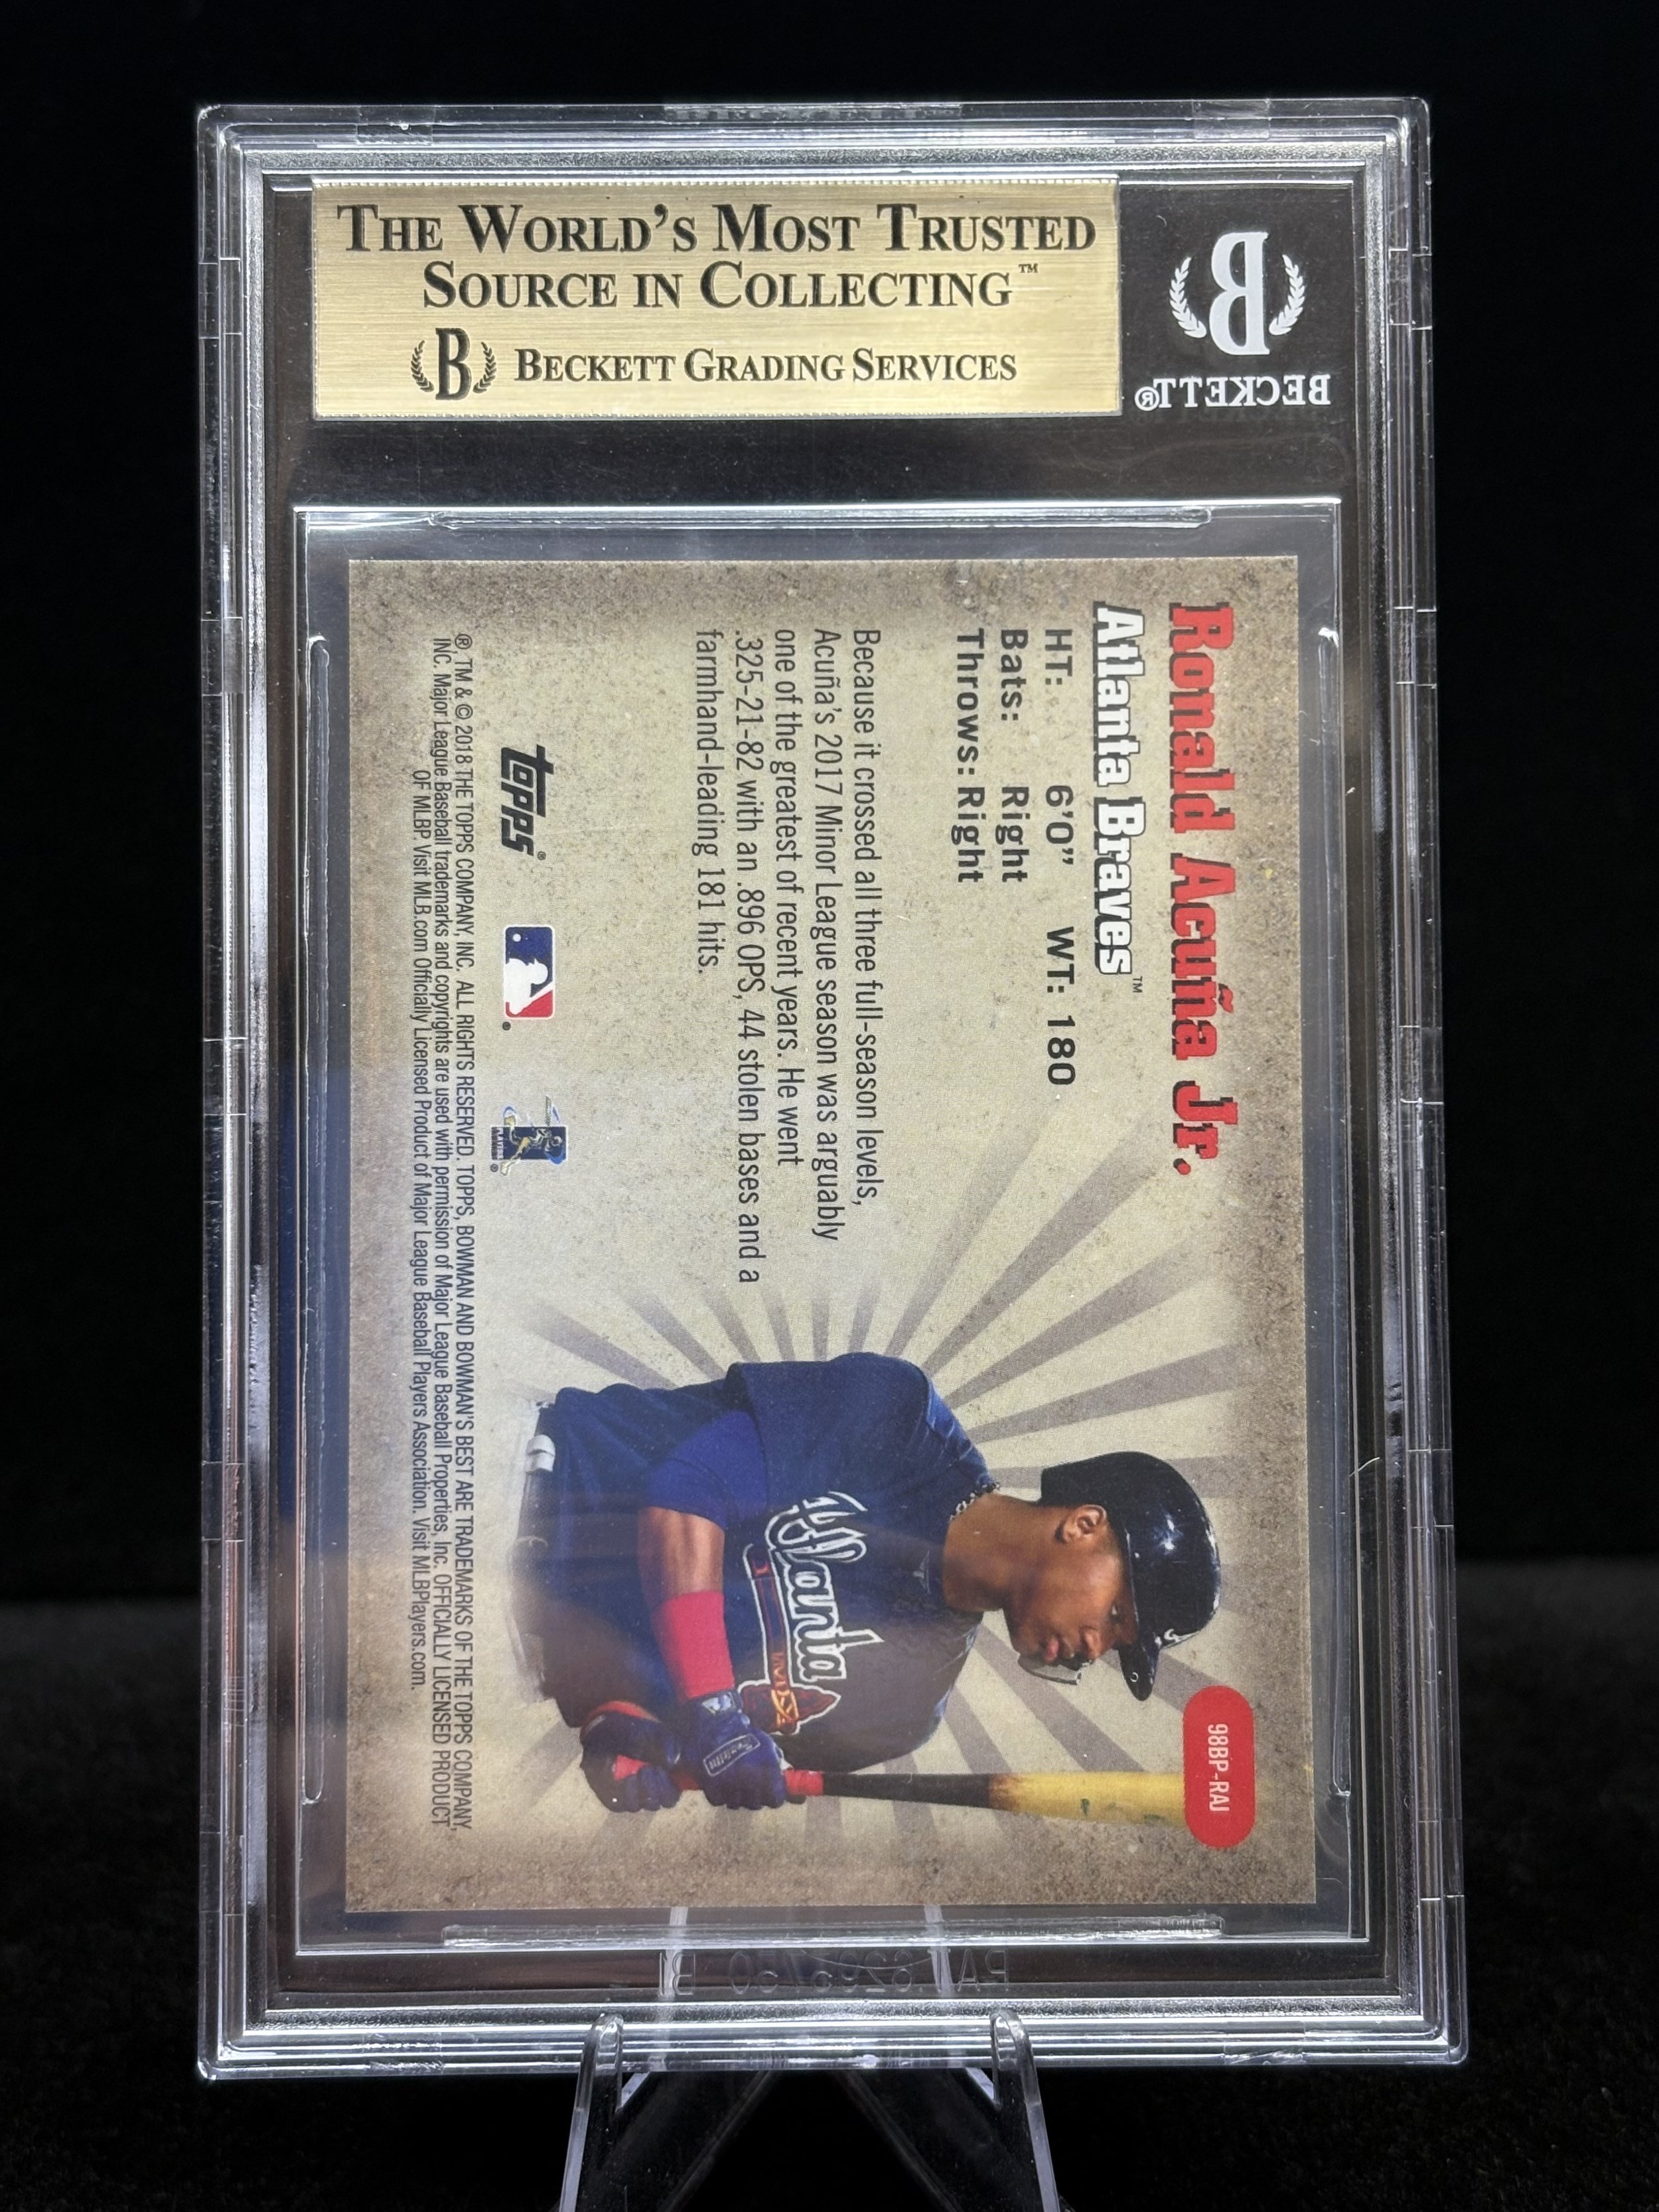 THE WORLD'S MOST TRUSTED
SOURCE IN COLLECTING™
B BECKETT GRADING SERVICES
B
BECKETT®
Ronald Acuña Jr.
Atlanta Braves™
HT: 6'0" WT: 180
Bats: Right
Throws: Right
98BP-RAJ
Because it crossed all three full-season levels,
Acuña's 2017 Minor League season was arguably
one of the greatest of recent years. He went
.325-21-82 with an .896 OPS, 44 stolen bases and a
farmhand-leading 181 hits.
Atlanta
topps®
® TM & © 2018 THE TOPPS COMPANY, INC. ALL RIGHTS RESERVED. TOPPS, BOWMAN AND BOWMAN'S BEST ARE TRADEMARKS OF THE TOPPS COMPANY,
INC. Major League Baseball trademarks and copyrights are used with permission of Major League Baseball Properties, Inc. OFFICIALLY LICENSED PRODUCT
OF MLBP. Visit MLB.com Officially Licensed Product of Major League Baseball Players Association. Visit MLBPlayers.com.